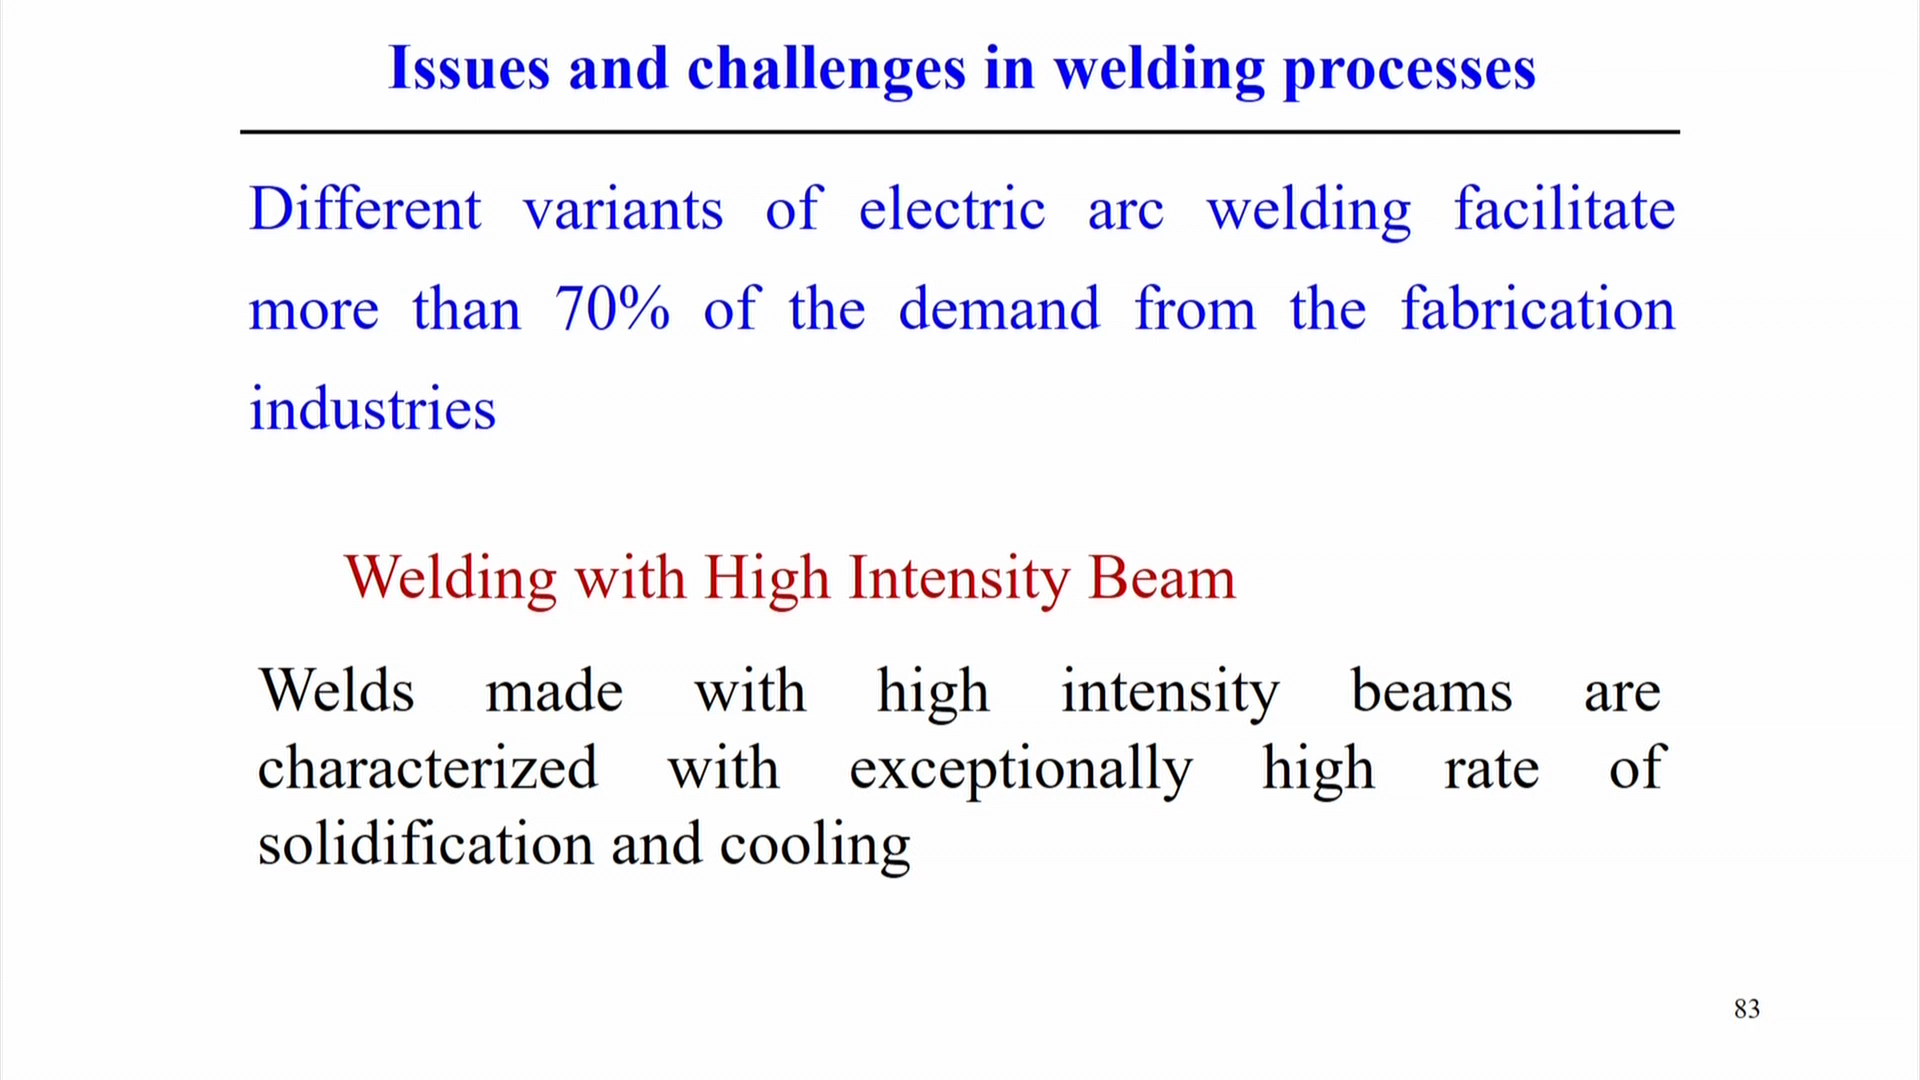 Issues and challenges in welding processes
Different variants of electric arc welding facilitate
more than 70% of the demand from the fabrication
industries
Welding with High Intensity Beam
Welds made with high intensity beams are
characterized with exceptionally high rate of
solidification and cooling
83